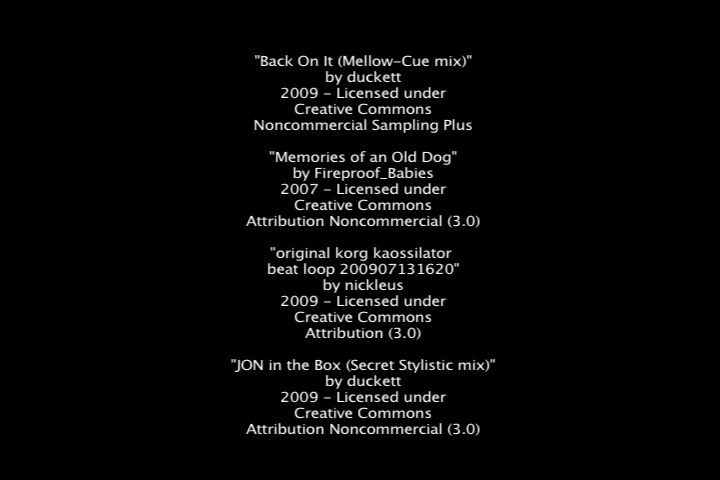 "Back On It (Mellow-Cue mix)"
by duckett
2009 - Licensed under
Creative Commons
Noncommercial Sampling Plus
"Memories of an Old Dog"
by Fireproof_Babies
2007 - Licensed under
Creative Commons
Attribution Noncommercial (3.0)
"original korg kaossilator
beat loop 200907131620"
by nickleus
2009 - Licensed under
Creative Commons
Attribution (3.0)
"JON in the Box (Secret Stylistic mix)"
by duckett
2009 - Licensed under
Creative Commons
Attribution Noncommercial (3.0)